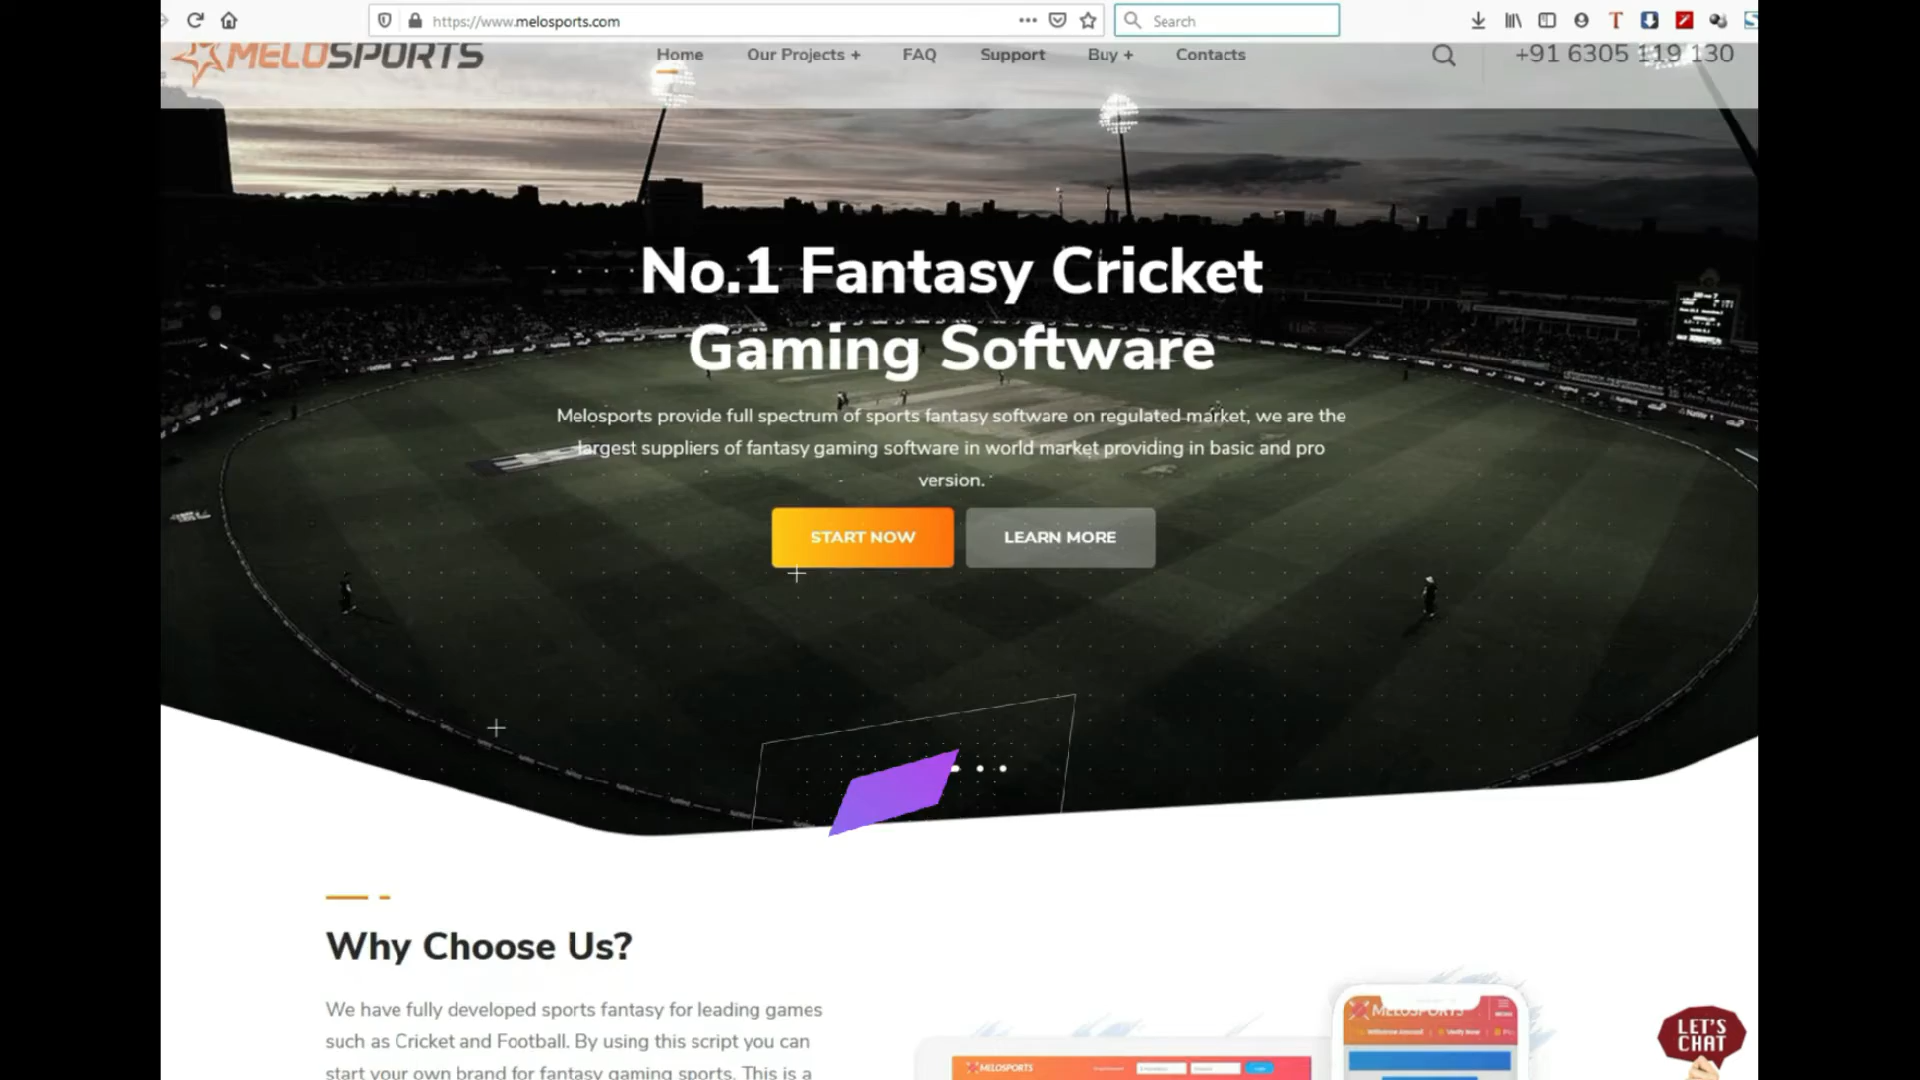 https://www.melosports.com
Search
MELOSPORTS
Home
Our Projects +
FAQ
Support
Buy +
Contacts
+91 6305 119 130
No.1 Fantasy Cricket
Gaming Software
Melosports provide full spectrum of sports fantasy software on regulated market, we are the
largest suppliers of fantasy gaming software in world market providing in basic and pro
version.
START NOW
LEARN MORE
Why Choose Us?
We have fully developed sports fantasy for leading games
such as Cricket and Football. By using this script you can
start your own brand for fantasy gaming sports. This is a
MELOSPORTS
MELOSPORTS
LET'S
CHAT